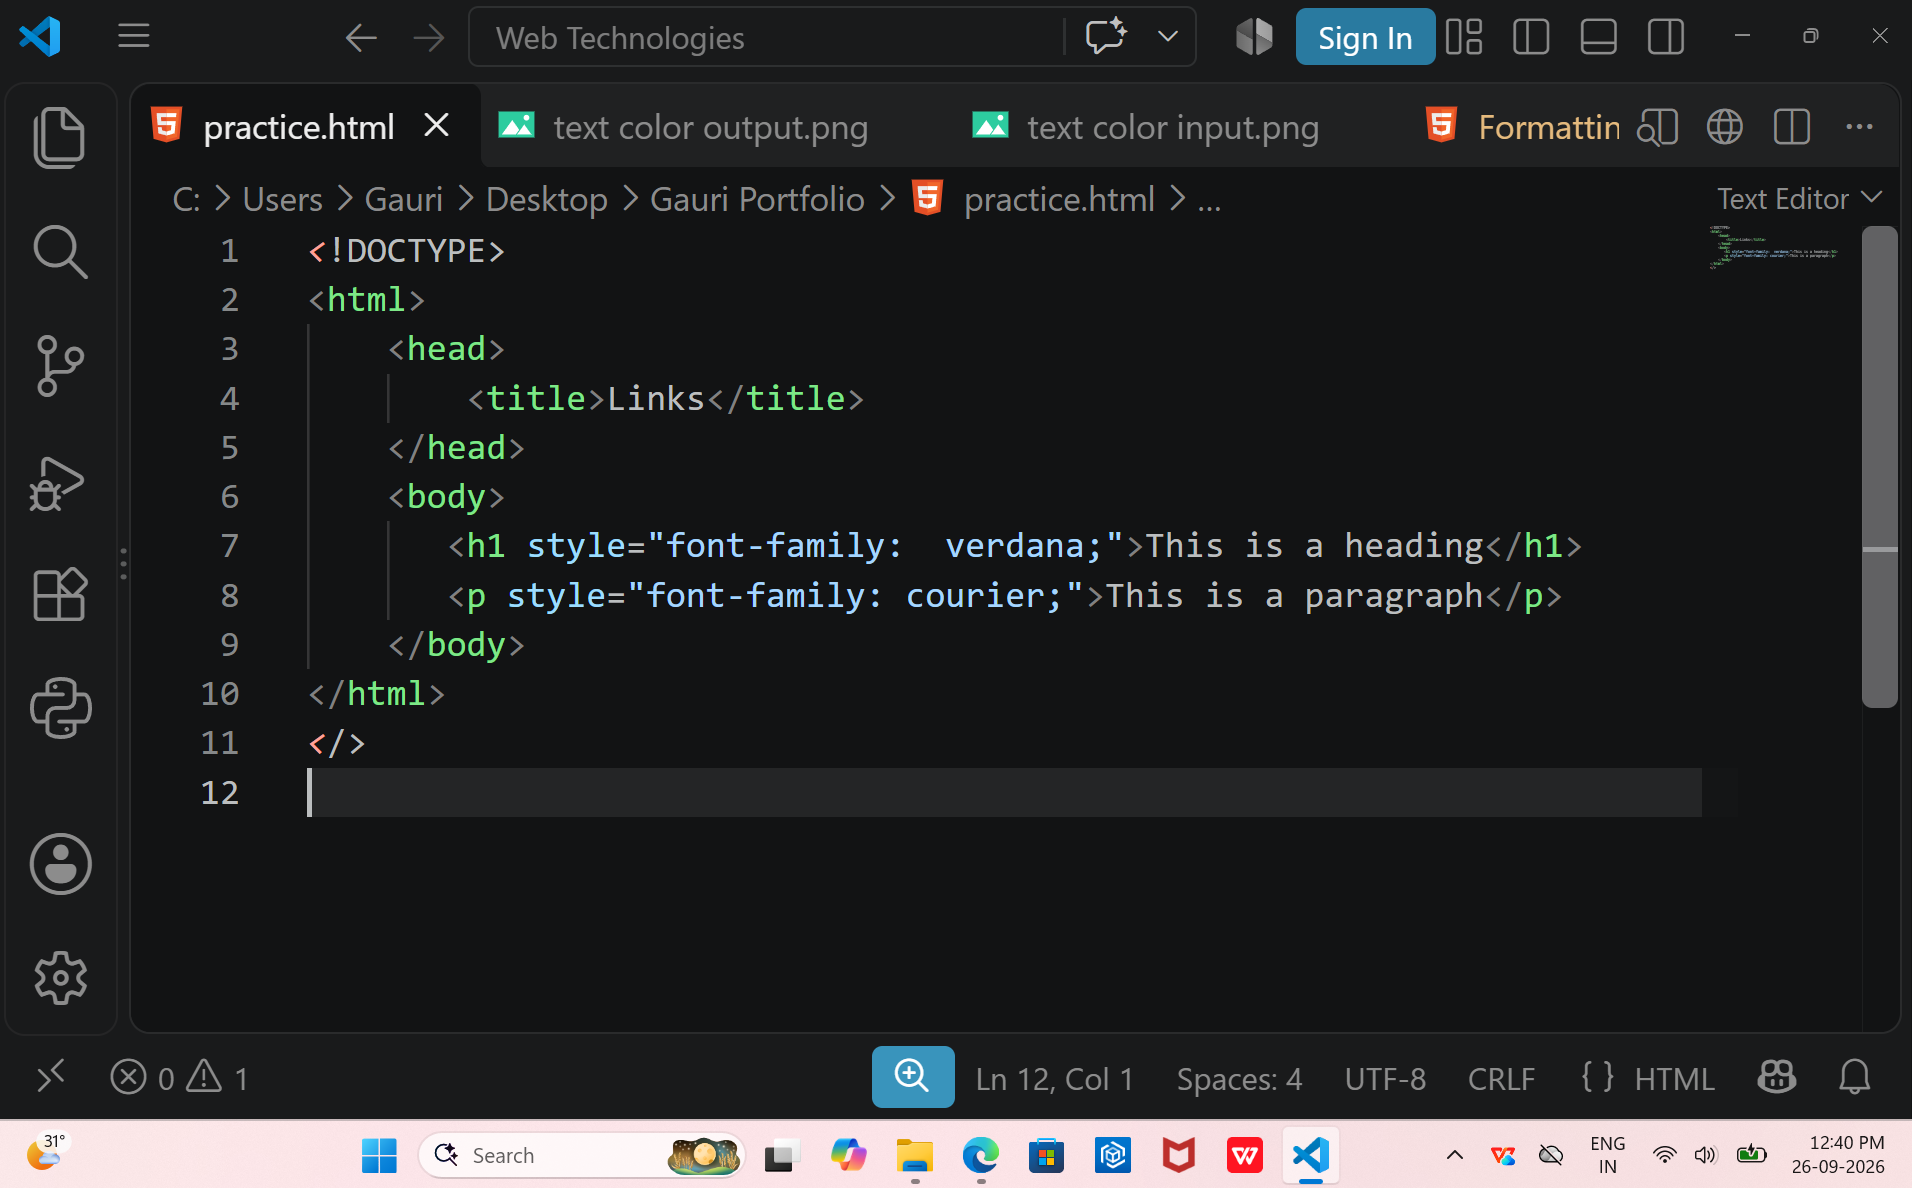 Web Technologies
Sign In
practice.html
text color output.png
text color input.png
Formattin
C: > Users > Gauri > Desktop > Gauri Portfolio > practice.html > ...
Text Editor
1 <!DOCTYPE>
2 <html>
3 <head>
4 <title>Links</title>
5 </head>
6 <body>
7 <h1 style="font-family:  verdana;">This is a heading</h1>
8 <p style="font-family: courier;">This is a paragraph</p>
9 </body>
10 </html>
11 </>
12
0 1
Ln 12, Col 1
Spaces: 4
UTF-8
CRLF
{} HTML
31°
Search
ENG
IN
12:40 PM
26-09-2026